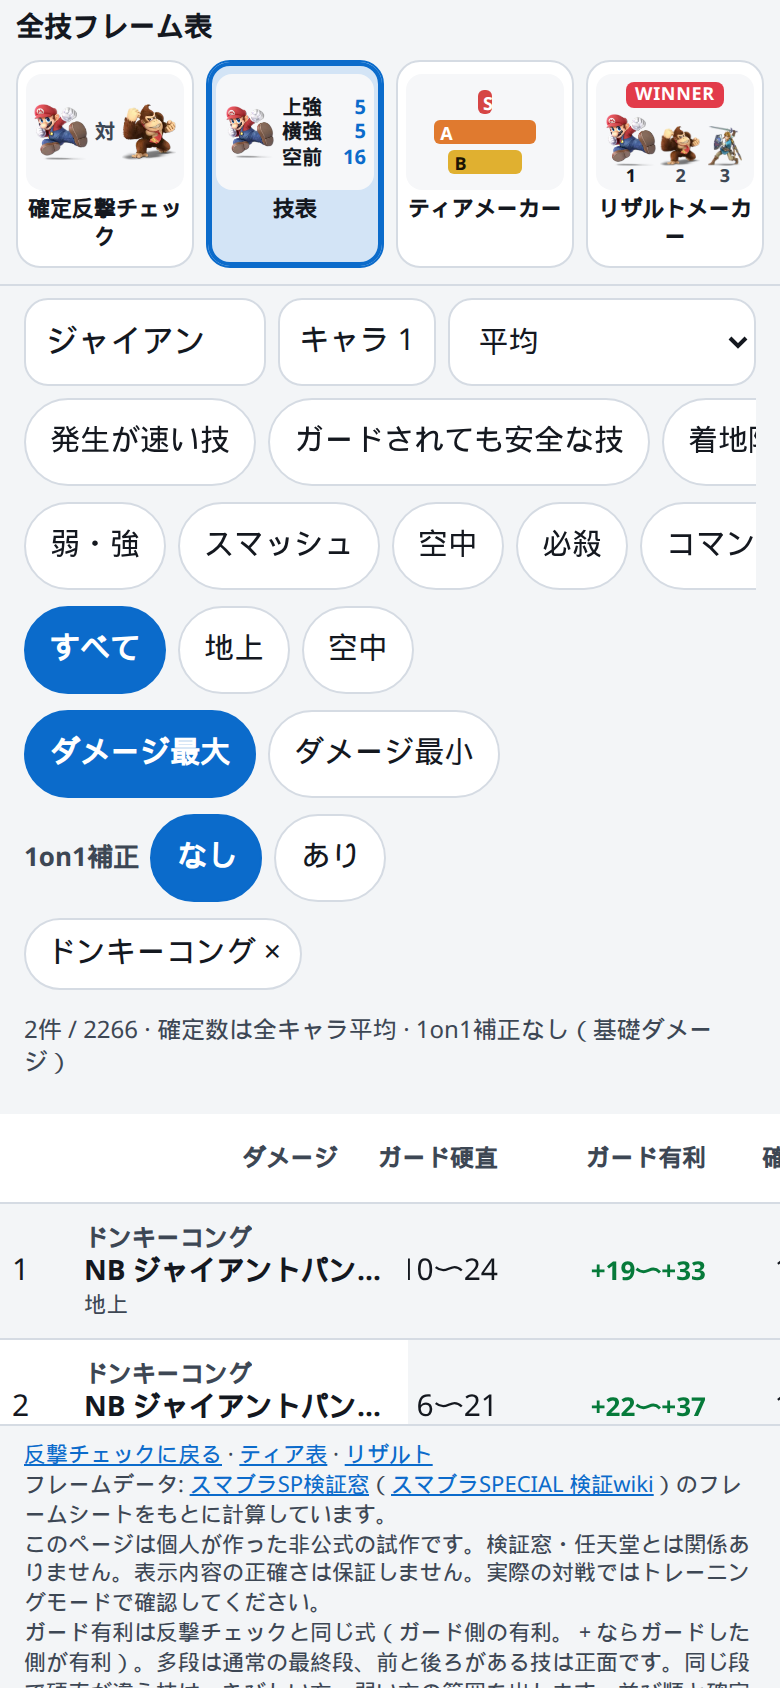 全技フレーム表
対
上強 5
横強 5
空前 16
S
A
B
WINNER
1 2 3
確定反撃チェッ
ク
技表
ティアメーカー
リザルトメーカ
ー
ジャイアン
キャラ 1
平均
発生が速い技
ガードされても安全な技
着地
弱・強
スマッシュ
空中
必殺
コマン
すべて
地上
空中
ダメージ最大
ダメージ最小
1on1補正
なし
あり
ドンキーコング ×
2件 / 2266 · 確定数は全キャラ平均 · 1on1補正なし（基礎ダメー
ジ）
ダメージ ガード硬直 ガード有利
ドンキーコング
1 NB ジャイアントパン… 0〜24 +19〜+33
地上
ドンキーコング
2 NB ジャイアントパン… 6〜21 +22〜+37
反撃チェックに戻る · ティア表 · リザルト
フレームデータ: スマブラSP検証窓（スマブラSPECIAL 検証wiki）のフレ
ームシートをもとに計算しています。
このページは個人が作った非公式の試作です。検証窓・任天堂とは関係あ
りません。表示内容の正確さは保証しません。実際の対戦ではトレーニン
グモードで確認してください。
ガード有利は反撃チェックと同じ式（ガード側の有利。 + ならガードした
側が有利）。多段は通常の最終段、前と後ろがある技は正面です。同じ段